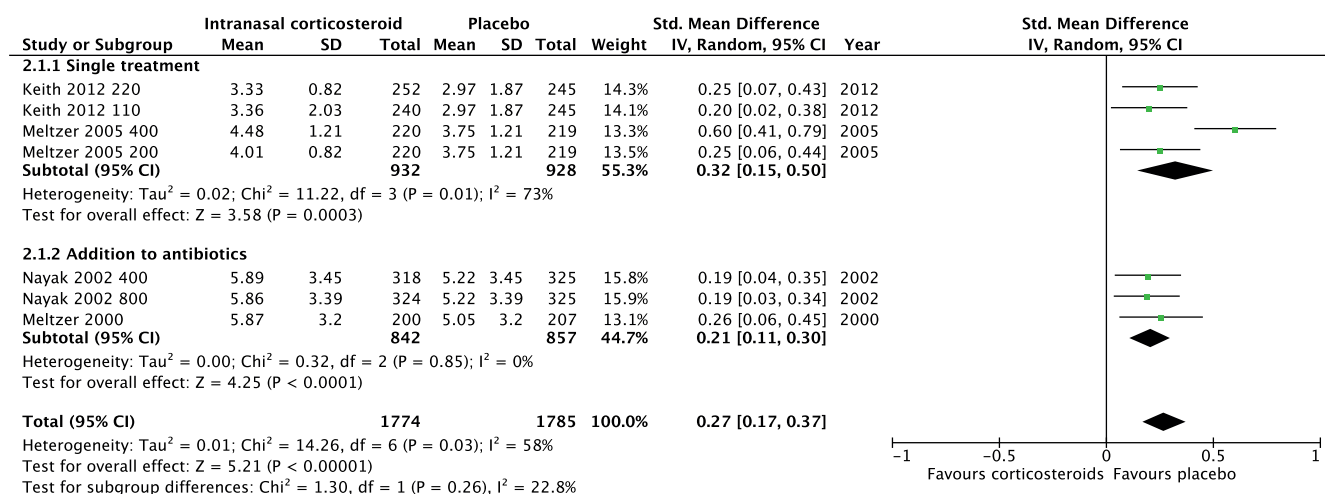 Intranasal corticosteroid Placebo Std. Mean Difference Std. Mean Difference
Study or Subgroup Mean SD Total Mean SD Total Weight IV, Random, 95% CI Year IV, Random, 95% CI
2.1.1 Single treatment
Keith 2012 220 3.33 0.82 252 2.97 1.87 245 14.3% 0.25 [0.07, 0.43] 2012
Keith 2012 110 3.36 2.03 240 2.97 1.87 245 14.1% 0.20 [0.02, 0.38] 2012
Meltzer 2005 400 4.48 1.21 220 3.75 1.21 219 13.3% 0.60 [0.41, 0.79] 2005
Meltzer 2005 200 4.01 0.82 220 3.75 1.21 219 13.5% 0.25 [0.06, 0.44] 2005
Subtotal (95% CI) 932 928 55.3% 0.32 [0.15, 0.50]
Heterogeneity: Tau² = 0.02; Chi² = 11.22, df = 3 (P = 0.01); I² = 73%
Test for overall effect: Z = 3.58 (P = 0.0003)
2.1.2 Addition to antibiotics
Nayak 2002 400 5.89 3.45 318 5.22 3.45 325 15.8% 0.19 [0.04, 0.35] 2002
Nayak 2002 800 5.86 3.39 324 5.22 3.39 325 15.9% 0.19 [0.03, 0.34] 2002
Meltzer 2000 5.87 3.2 200 5.05 3.2 207 13.1% 0.26 [0.06, 0.45] 2000
Subtotal (95% CI) 842 857 44.7% 0.21 [0.11, 0.30]
Heterogeneity: Tau² = 0.00; Chi² = 0.32, df = 2 (P = 0.85); I² = 0%
Test for overall effect: Z = 4.25 (P < 0.0001)
Total (95% CI) 1774 1785 100.0% 0.27 [0.17, 0.37]
Heterogeneity: Tau² = 0.01; Chi² = 14.26, df = 6 (P = 0.03); I² = 58%
Test for overall effect: Z = 5.21 (P < 0.00001)
Test for subgroup differences: Chi² = 1.30, df = 1 (P = 0.26), I² = 22.8%
-1 -0.5 0 0.5 1
Favours corticosteroids Favours placebo